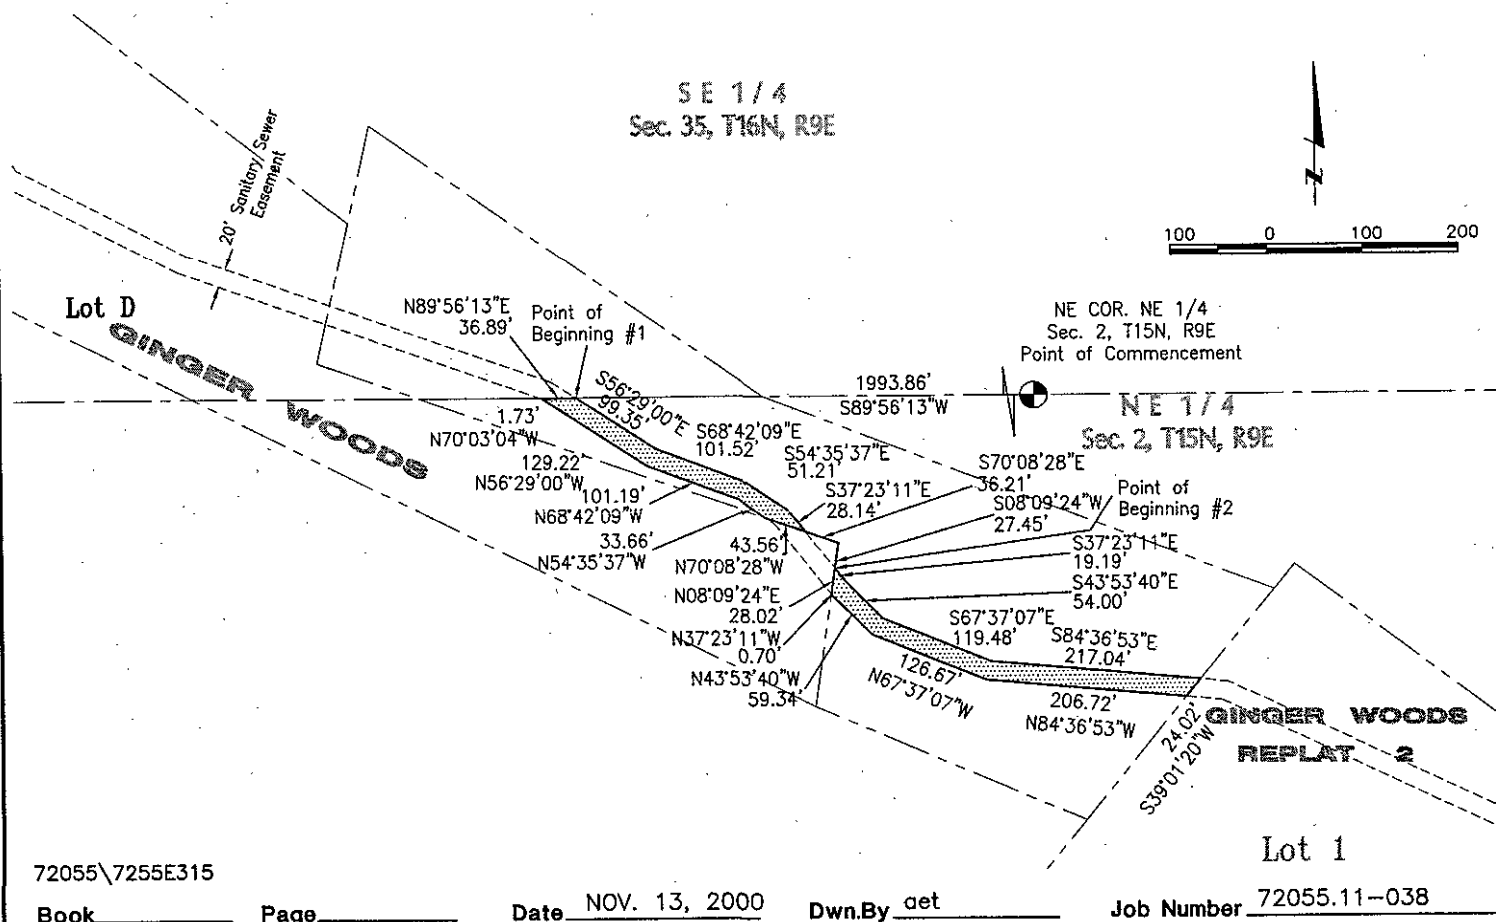 S E 1/4
Sec. 35, T16N, R9E
20' Sanitary Sewer
Easement
N
100 0 100 200
Lot D
GINGER WOODS
N89°56'13"E
36.89'
Point of
Beginning #1
NE COR. NE 1/4
Sec. 2, T15N, R9E
Point of Commencement
1993.86'
S89°56'13"W
N E 1/4
Sec. 2, T15N, R9E
S56°29'00"E
99.35'
1.73'
N70°03'04"W
S68°42'09"E
101.52'
S54°35'37"E
51.21'
129.22'
N56°29'00"W
S37°23'11"E
28.14'
S70°08'28"E
36.21'
101.19'
N68°42'09"W
S08°09'24"W
27.45'
Point of
Beginning #2
33.66'
N54°35'37"W
43.56'
N70°08'28"W
S37°23'11"E
19.19'
S43°53'40"E
54.00'
N08°09'24"E
28.02'
N37°23'11"W
0.70'
N43°53'40"W
59.34'
S67°37'07"E
119.48'
S84°36'53"E
217.04'
126.67'
N67°37'07"W
206.72'
N84°36'53"W
24.02'
S39°01'20"W
GINGER WOODS
REPLAT 2
Lot 1
72055\7255E315
Book Page Date NOV. 13, 2000 Dwn.By aet Job Number 72055.11-038